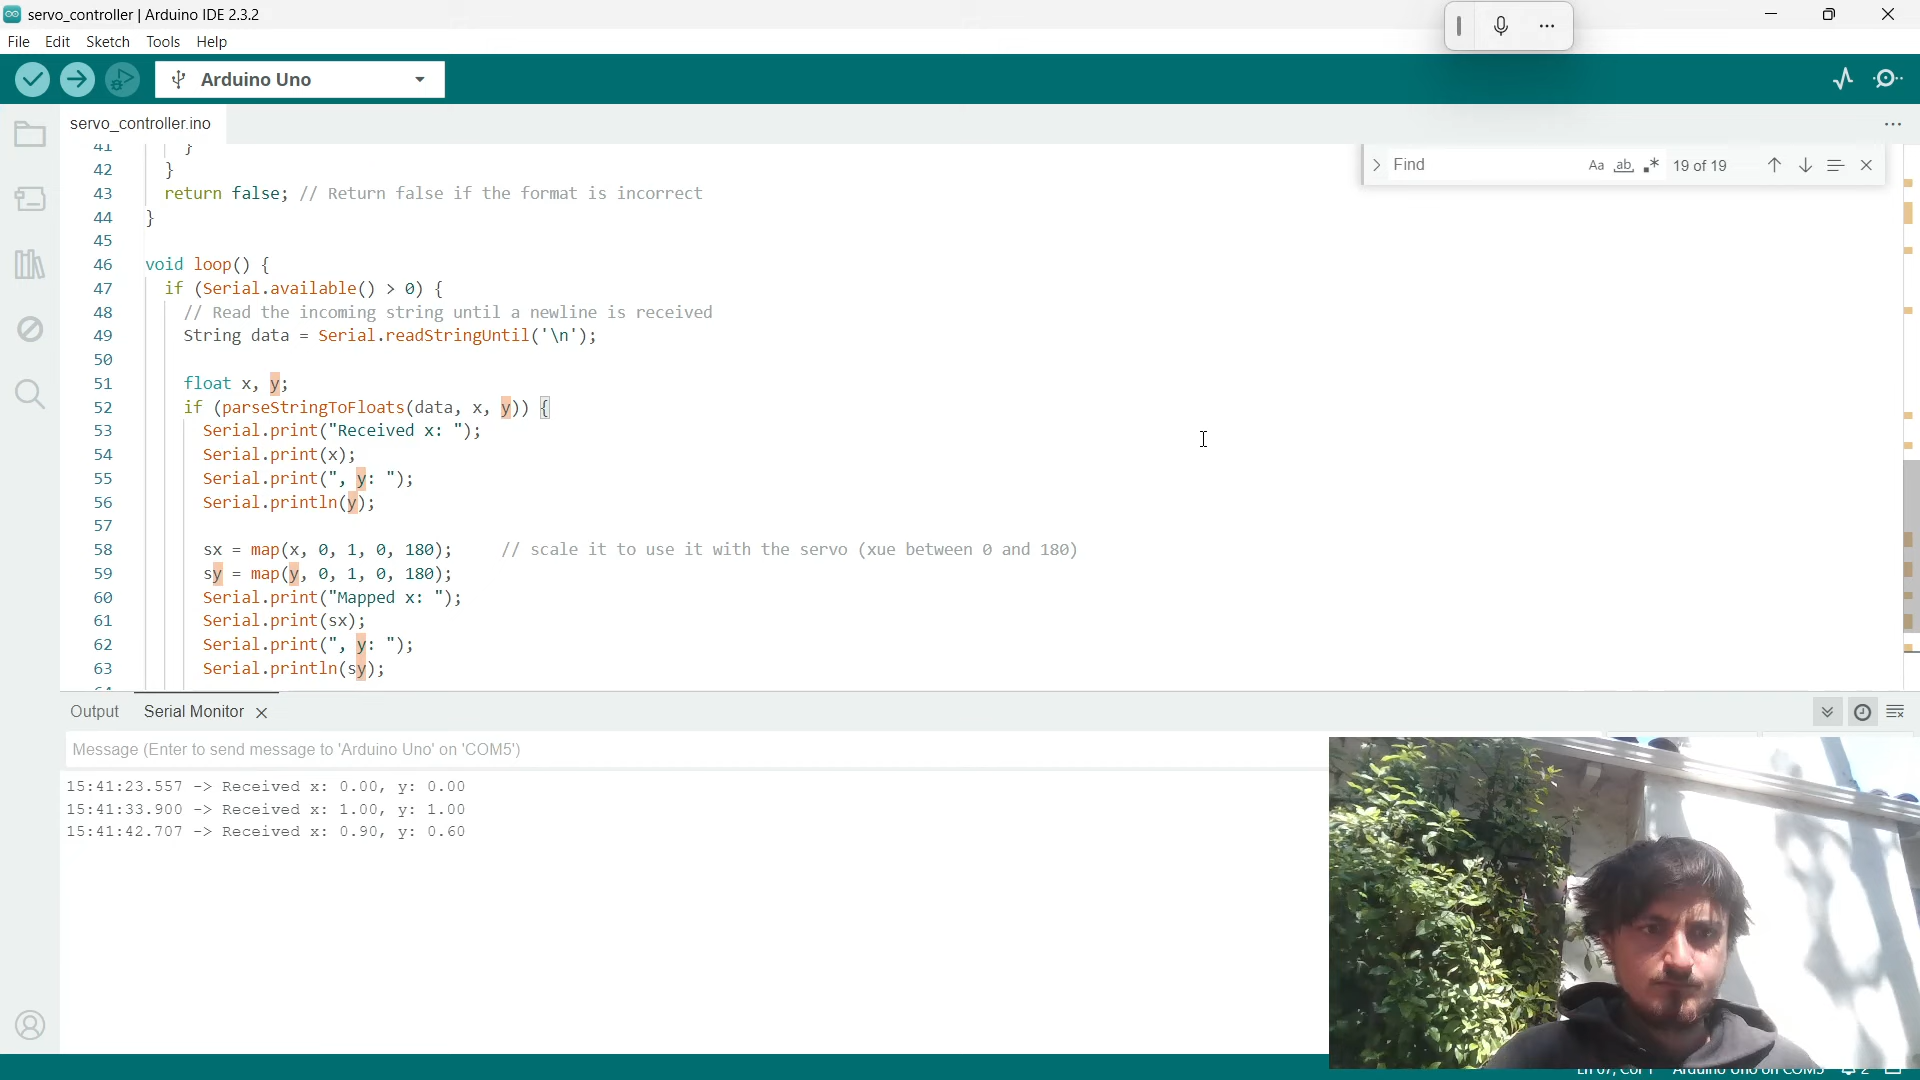 servo_controller | Arduino IDE 2.3.2
File Edit Sketch Tools Help
Arduino Uno
servo_controller.ino
Find
Aa ab .* 19 of 19
41 }
42 }
43 return false; // Return false if the format is incorrect
44 }
45
46 void loop() {
47 if (Serial.available() > 0) {
48 // Read the incoming string until a newline is received
49 String data = Serial.readStringUntil('\n');
50
51 float x, y;
52 if (parseStringToFloats(data, x, y)) {
53 Serial.print("Received x: ");
54 Serial.print(x);
55 Serial.print(", y: ");
56 Serial.println(y);
57
58 sx = map(x, 0, 1, 0, 180); // scale it to use it with the servo (xue between 0 and 180)
59 sy = map(y, 0, 1, 0, 180);
60 Serial.print("Mapped x: ");
61 Serial.print(sx);
62 Serial.print(", y: ");
63 Serial.println(sy);
Output Serial Monitor
Message (Enter to send message to 'Arduino Uno' on 'COM5')
15:41:23.557 -> Received x: 0.00, y: 0.00
15:41:33.900 -> Received x: 1.00, y: 1.00
15:41:42.707 -> Received x: 0.90, y: 0.60